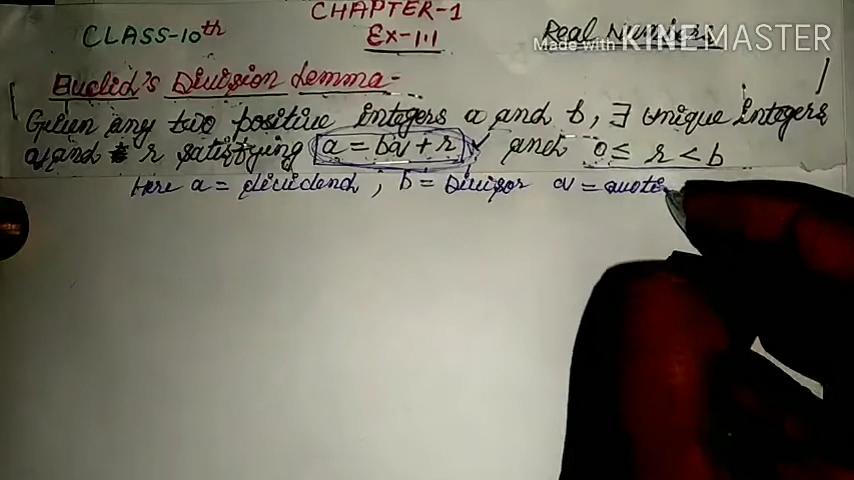 CHAPTER-1
CLASS-10th Ex-1.1 Real Numbers
Made with KINEMASTER
Euclid's Division Lemma-
Given any two positive integers a and b, ∃ unique integers
q and r satisfying a = bq + r and 0 ≤ r < b
Here a = dividend, b = Divisor q = quotie